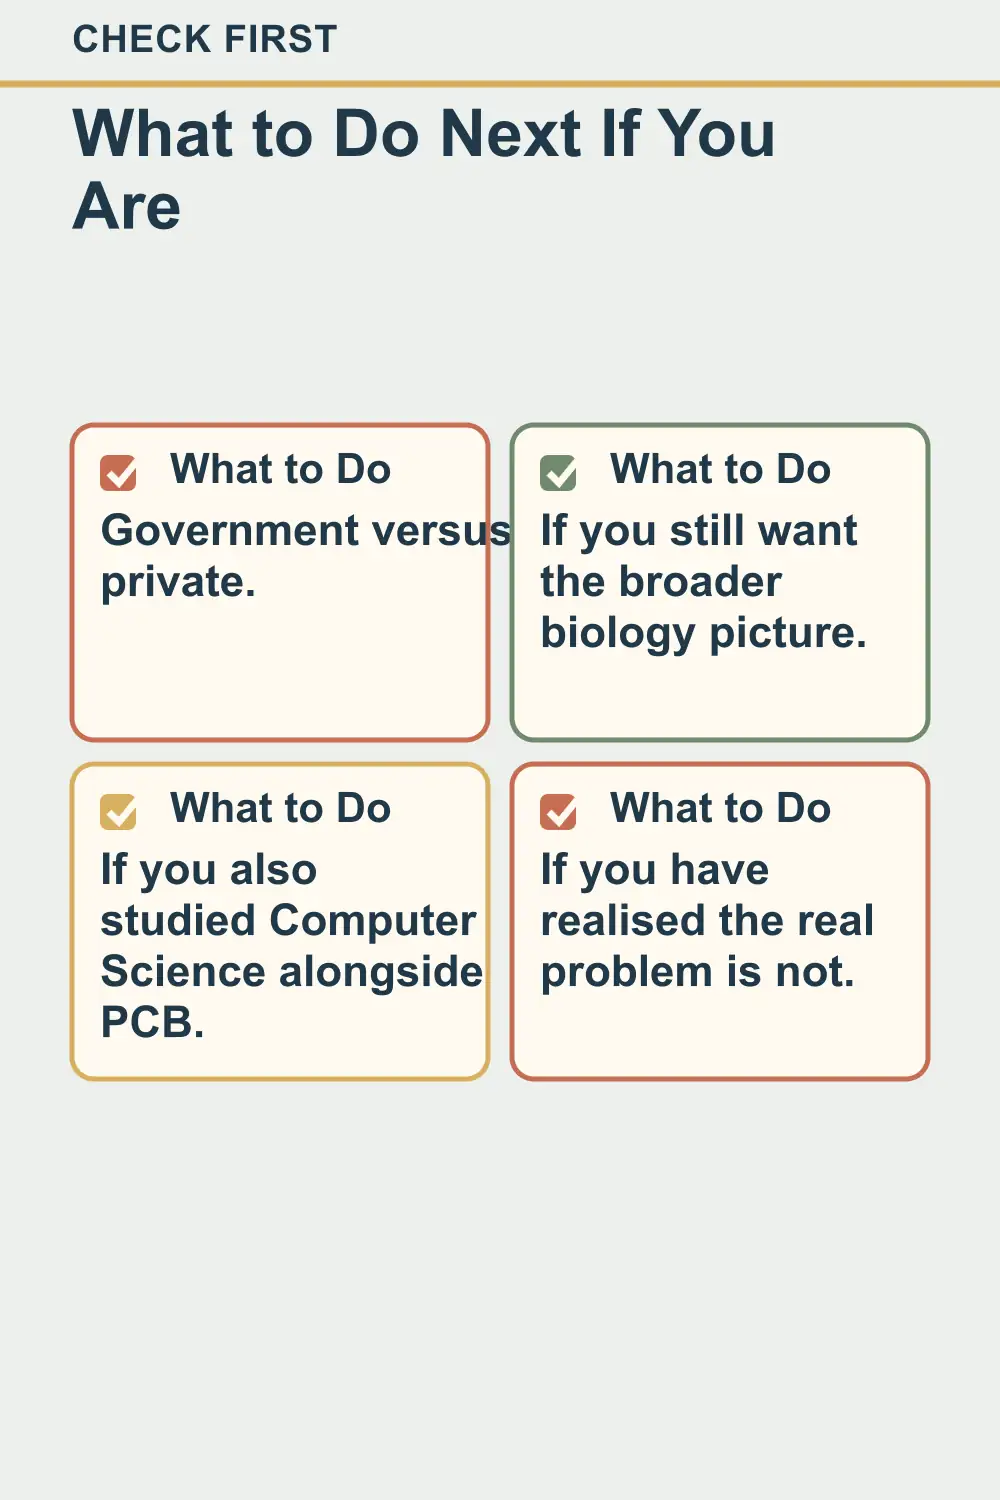 CHECK FIRST
What to Do Next If You
Are
What to Do
Government versus
private.
What to Do
If you still want
the broader
biology picture.
What to Do
If you also
studied Computer
Science alongside
PCB.
What to Do
If you have
realised the real
problem is not.